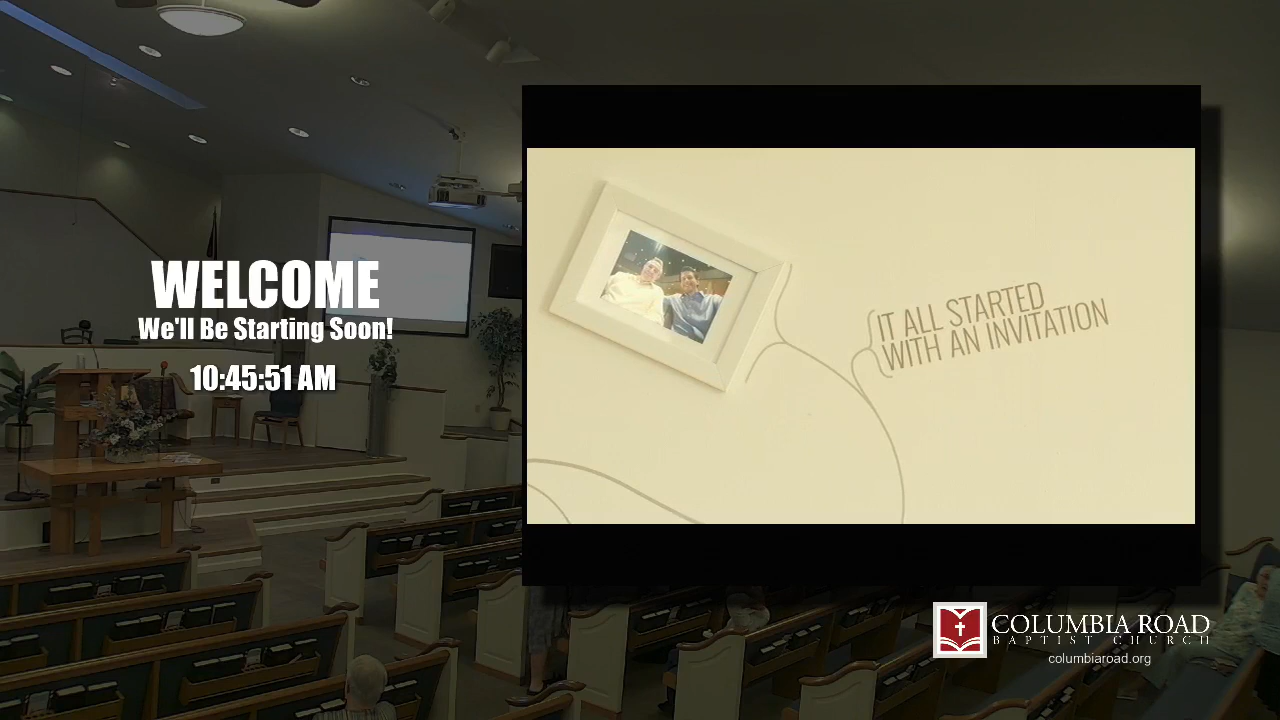 WELCOME
We'll Be Starting Soon!
10:45:51 AM
IT ALL STARTED
WITH AN INVITATION
COLUMBIA ROAD
BAPTIST CHURCH
columbiaroad.org